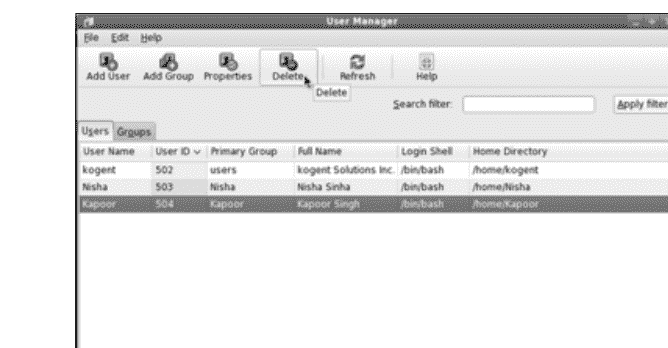 User Manager
File Edit Help
Add User Add Group Properties Delete Refresh Help
Delete
Search filter: Apply filter
Users Groups
User Name User ID Primary Group Full Name Login Shell Home Directory
kogent 502 users kogent Solutions Inc. /bin/bash /home/kogent
Nisha 503 Nisha Nisha Sinha /bin/bash /home/Nisha
Kapoor 504 Kapoor Kapoor Singh /bin/bash /home/Kapoor